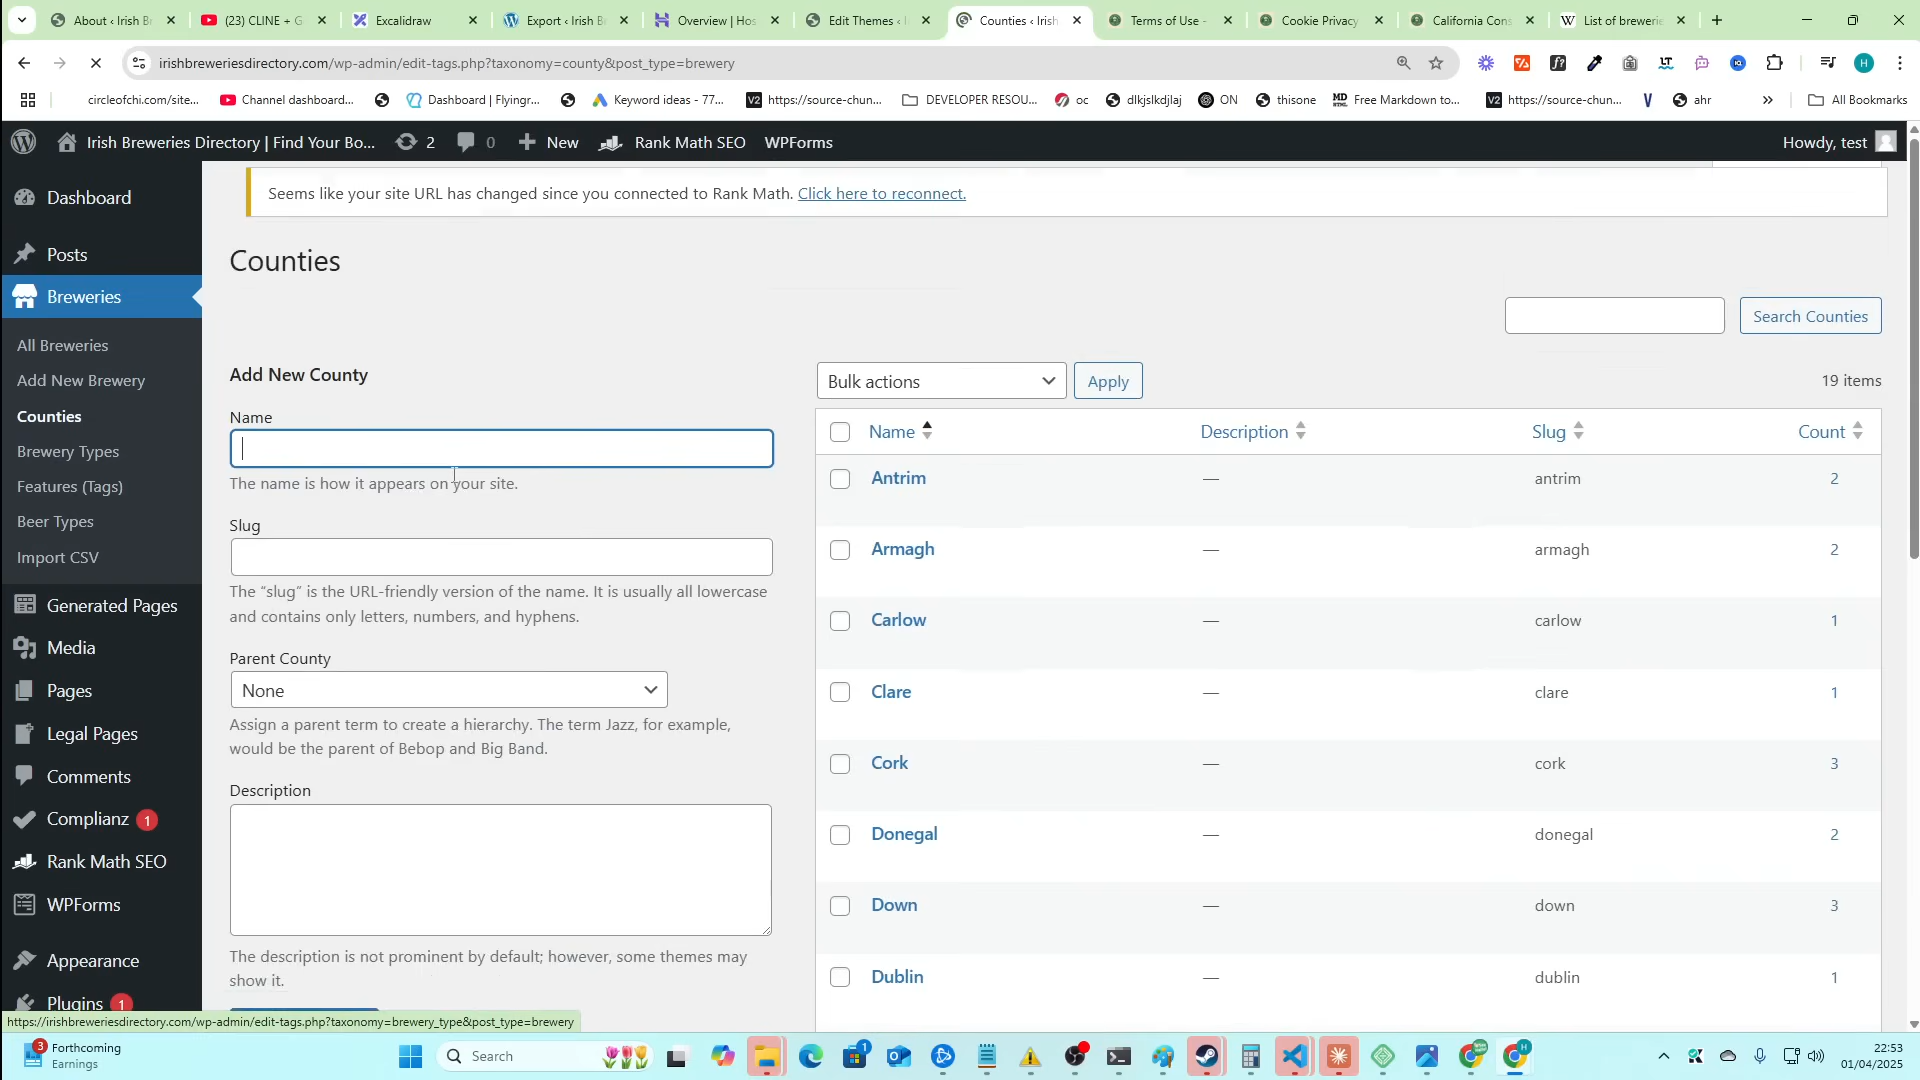 About ‹ Irish B
(23) CLINE + G
Excalidraw
Export ‹ Irish B
Overview | Hos
Edit Themes ‹ I
Counties ‹ Irish
Terms of Use -
Cookie Privacy
California Cons
List of brewerie
irishbreweriesdirectory.com/wp-admin/edit-tags.php?taxonomy=county&post_type=brewery
circleofchi.com/site...
Channel dashboard...
Dashboard | Flyingr...
Keyword ideas - 77...
https://source-chun...
DEVELOPER RESOU...
oc
dlkjslkdjlaj
ON
thisone
Free Markdown to...
https://source-chun...
ahr
All Bookmarks
Irish Breweries Directory | Find Your Bo...
2
0
New
Rank Math SEO
WPForms
Howdy, test
Dashboard
Posts
Breweries
All Breweries
Add New Brewery
Counties
Brewery Types
Features (Tags)
Beer Types
Import CSV
Generated Pages
Media
Pages
Legal Pages
Comments
Complianz 1
Rank Math SEO
WPForms
Appearance
Plugins 1
Seems like your site URL has changed since you connected to Rank Math. Click here to reconnect.
Counties
Search Counties
Add New County
Name
The name is how it appears on your site.
Slug
The “slug” is the URL-friendly version of the name. It is usually all lowercase
and contains only letters, numbers, and hyphens.
Parent County
None
Assign a parent term to create a hierarchy. The term Jazz, for example,
would be the parent of Bebop and Big Band.
Description
The description is not prominent by default; however, some themes may
show it.
Bulk actions
Apply
19 items
Name Description Slug Count
Antrim — antrim 2
Armagh — armagh 2
Carlow — carlow 1
Clare — clare 1
Cork — cork 3
Donegal — donegal 2
Down — down 3
Dublin — dublin 1
https://irishbreweriesdirectory.com/wp-admin/edit-tags.php?taxonomy=brewery_type&post_type=brewery
3
Forthcoming
Earnings
Search
22:53
01/04/2025